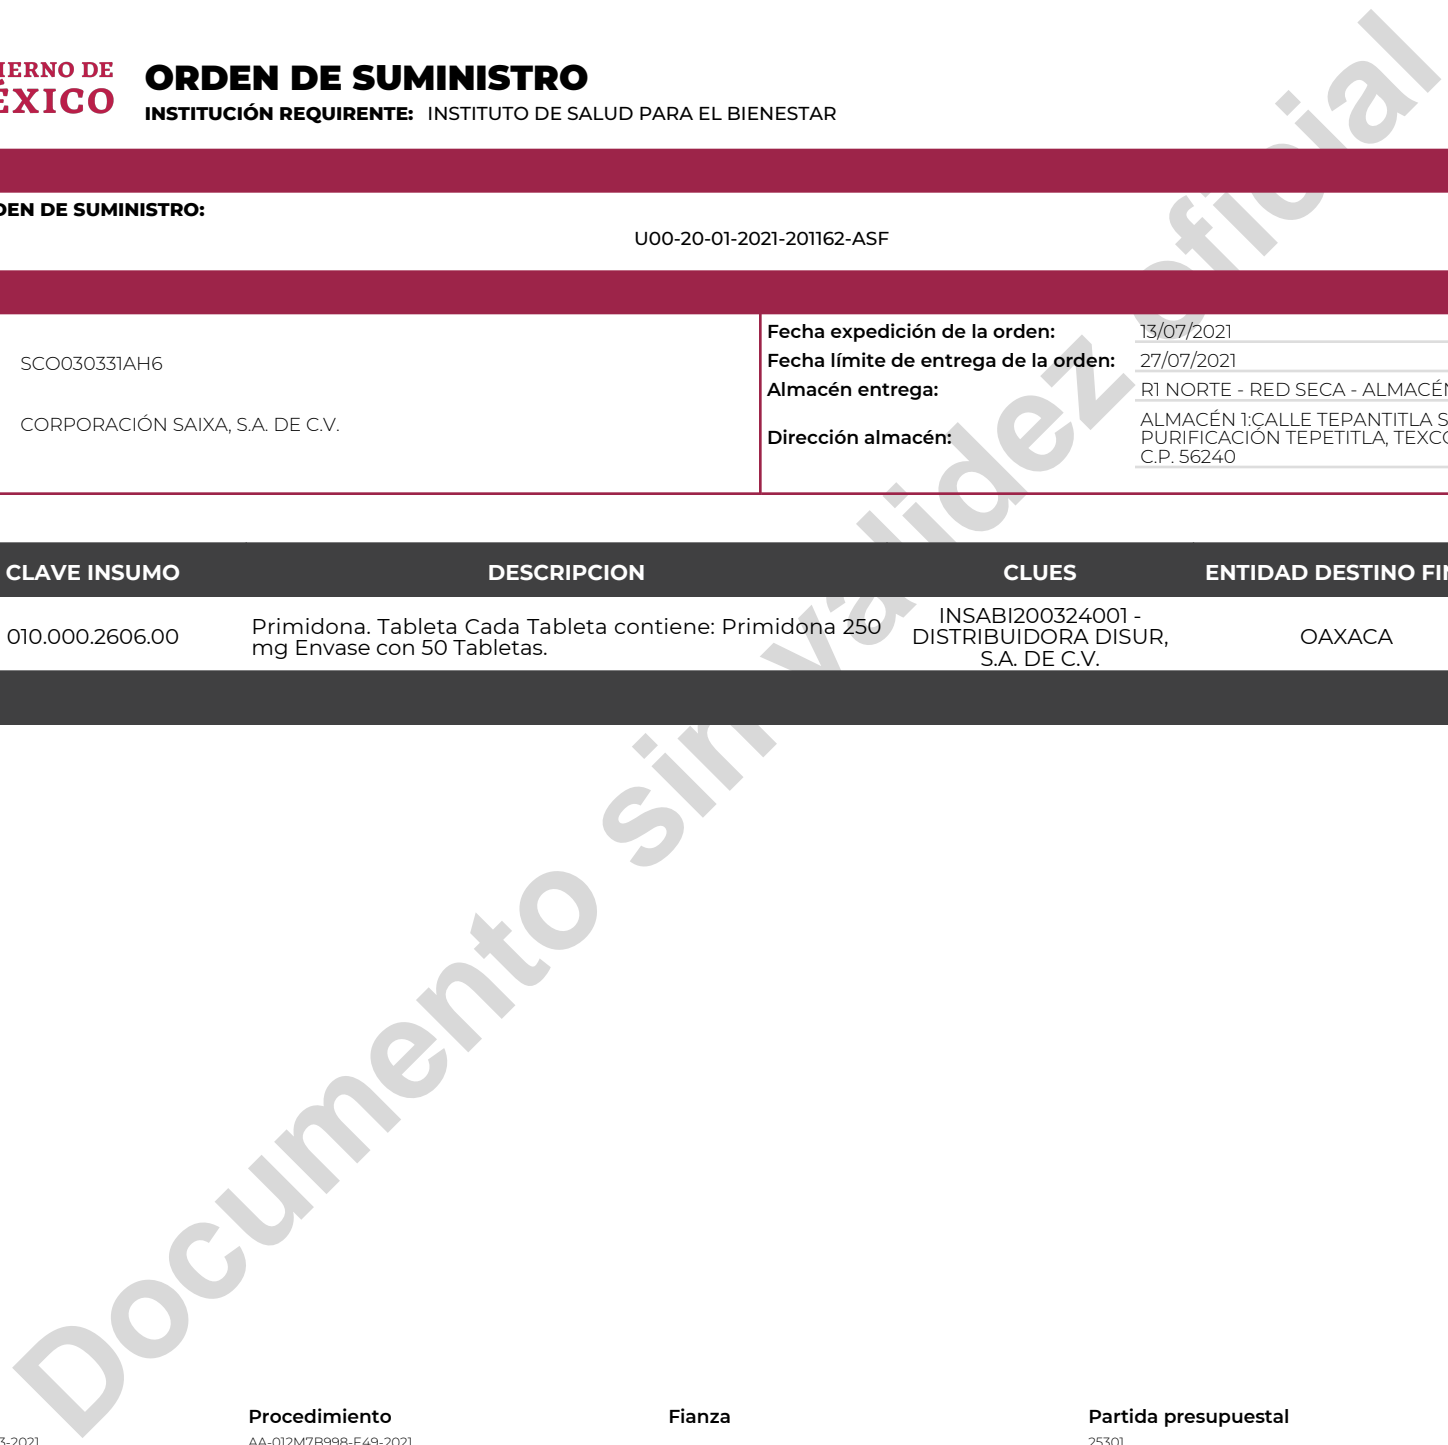 ORDEN DE SUMINISTRO
INSTITUCIÓN REQUIRENTE: INSTITUTO DE SALUD PARA EL BIENESTAR
IERNO DE
ÉXICO
DEN DE SUMINISTRO:
U00-20-01-2021-201162-ASF
SCO030331AH6
CORPORACIÓN SAIXA, S.A. DE C.V.
Fecha expedición de la orden: 13/07/2021
Fecha límite de entrega de la orden: 27/07/2021
Almacén entrega: R1 NORTE - RED SECA - ALMACÉN
Dirección almacén:
ALMACÉN 1:CALLE TEPANTITLA S
PURIFICACIÓN TEPETITLA, TEXCO
C.P. 56240
CLAVE INSUMO DESCRIPCION CLUES ENTIDAD DESTINO FIN
010.000.2606.00
Primidona. Tableta Cada Tableta contiene: Primidona 250
mg Envase con 50 Tabletas.
INSABI200324001 -
DISTRIBUIDORA DISUR,
S.A. DE C.V.
OAXACA
Documento sin validez oficial
Procedimiento Fianza Partida presupuestal
3-2021 AA-012M7B998-E49-2021 25301